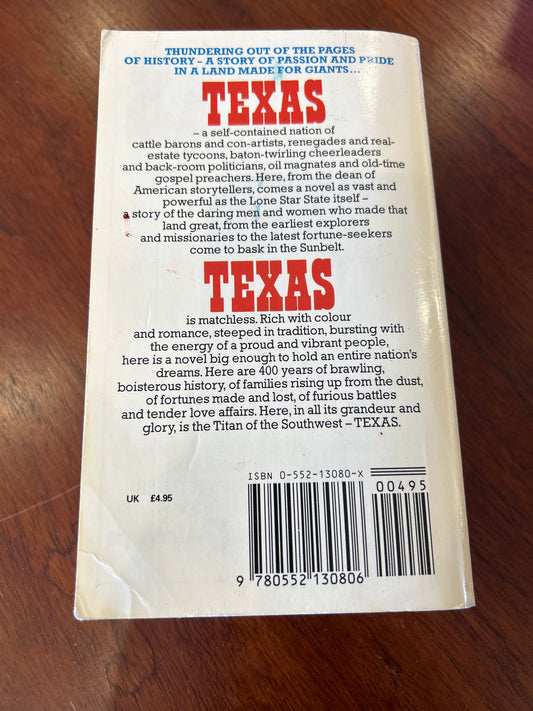 THUNDERING OUT OF THE PAGES
OF HISTORY – A STORY OF PASSION AND PRIDE
IN A LAND MADE FOR GIANTS...
TEXAS
– a self-contained nation of
cattle barons and con-artists, renegades and real-
estate tycoons, baton-twirling cheerleaders
and back-room politicians, oil magnates and old-time
gospel preachers. Here, from the dean of
American storytellers, comes a novel as vast and
powerful as the Lone Star State itself –
a story of the daring men and women who made that
land great, from the earliest explorers
and missionaries to the latest fortune-seekers
come to bask in the Sunbelt.
TEXAS
is matchless. Rich with colour
and romance, steeped in tradition, bursting with
the energy of a proud and vibrant people,
here is a novel big enough to hold an entire nation's
dreams. Here are 400 years of brawling,
boisterous history, of families rising up from the dust,
of fortunes made and lost, of furious battles
and tender love affairs. Here, in all its grandeur and
glory, is the Titan of the Southwest – TEXAS.
ISBN 0-552-13080-X
00495
UK £4.95
9 780552 130806